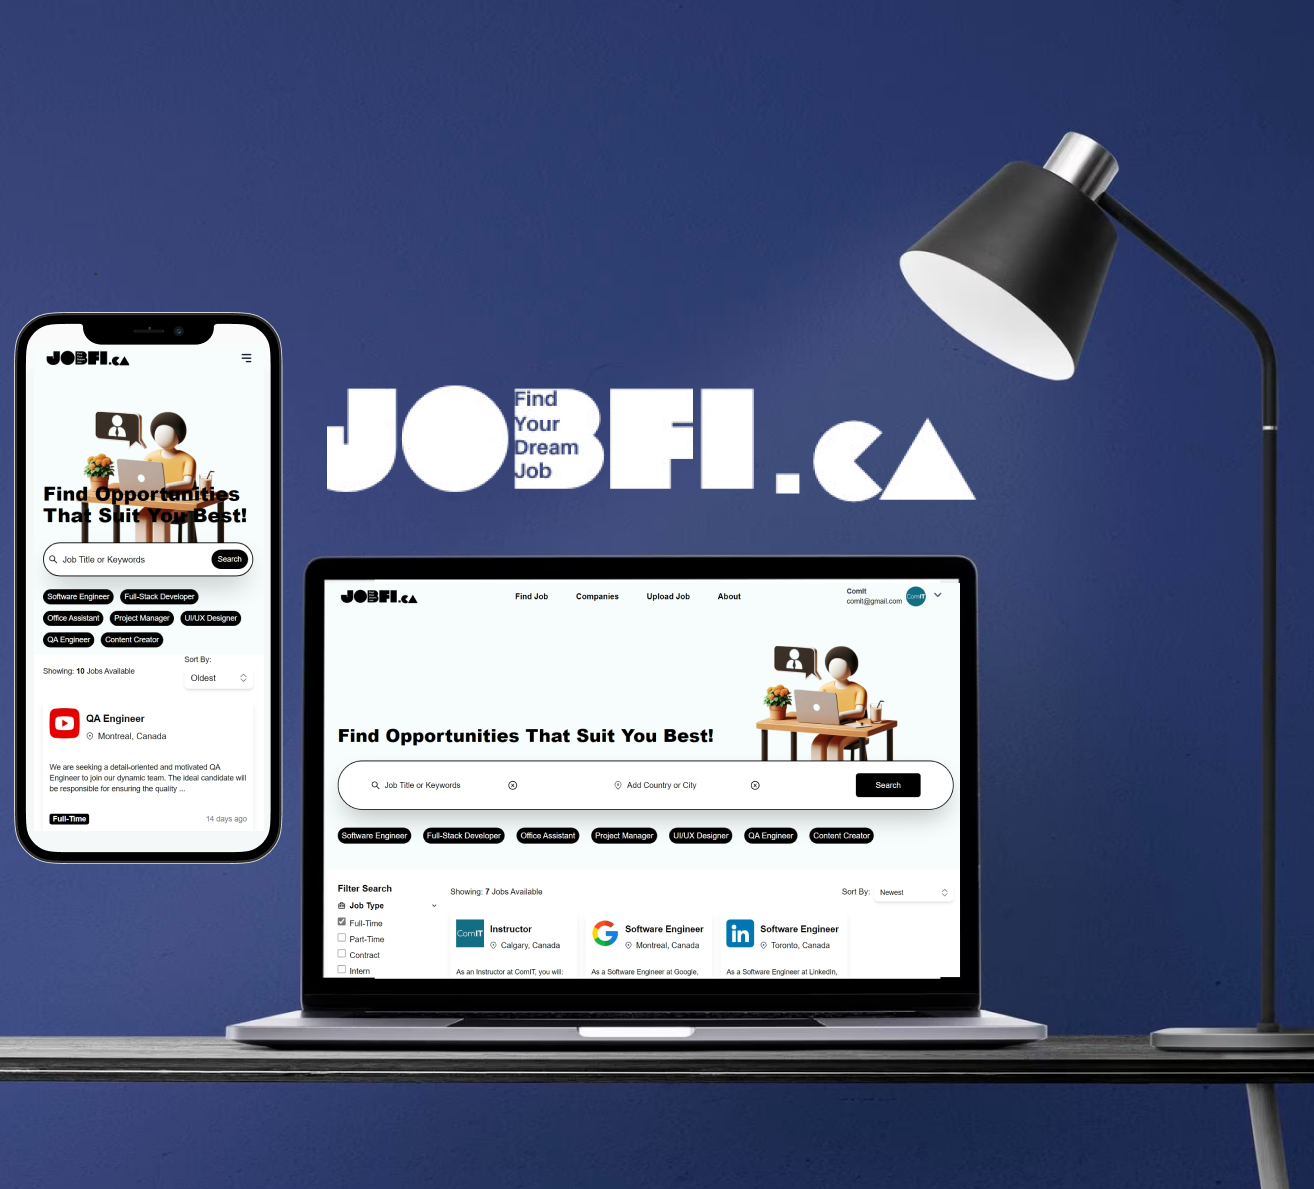 JOBFI.CA
Find Opportunities
That Suit You Best!
Job Title or Keywords
Search
Software Engineer
Full-Stack Developer
Office Assistant
Project Manager
UI/UX Designer
QA Engineer
Content Creator
Showing: 10 Jobs Available
Sort By:
Oldest
QA Engineer
Montreal, Canada
We are seeking a detail-oriented and motivated QA
Engineer to join our dynamic team. The ideal candidate will
be responsible for ensuring the quality ...
Full-Time
14 days ago
JOBFI.CA
Find
Your
Dream
Job
JOBFI.CA
Find Job
Companies
Upload Job
About
ComIt
comIt@gmail.com
ComIT
Find Opportunities That Suit You Best!
Job Title or Keywords
Add Country or City
Search
Software Engineer
Full-Stack Developer
Office Assistant
Project Manager
UI/UX Designer
QA Engineer
Content Creator
Filter Search
Job Type
Full-Time
Part-Time
Contract
Intern
Showing: 7 Jobs Available
Sort By:
Newest
ComIT
Instructor
Calgary, Canada
As an Instructor at ComIT, you will:
G
Software Engineer
Montreal, Canada
As a Software Engineer at Google,
in
Software Engineer
Toronto, Canada
As a Software Engineer at LinkedIn,